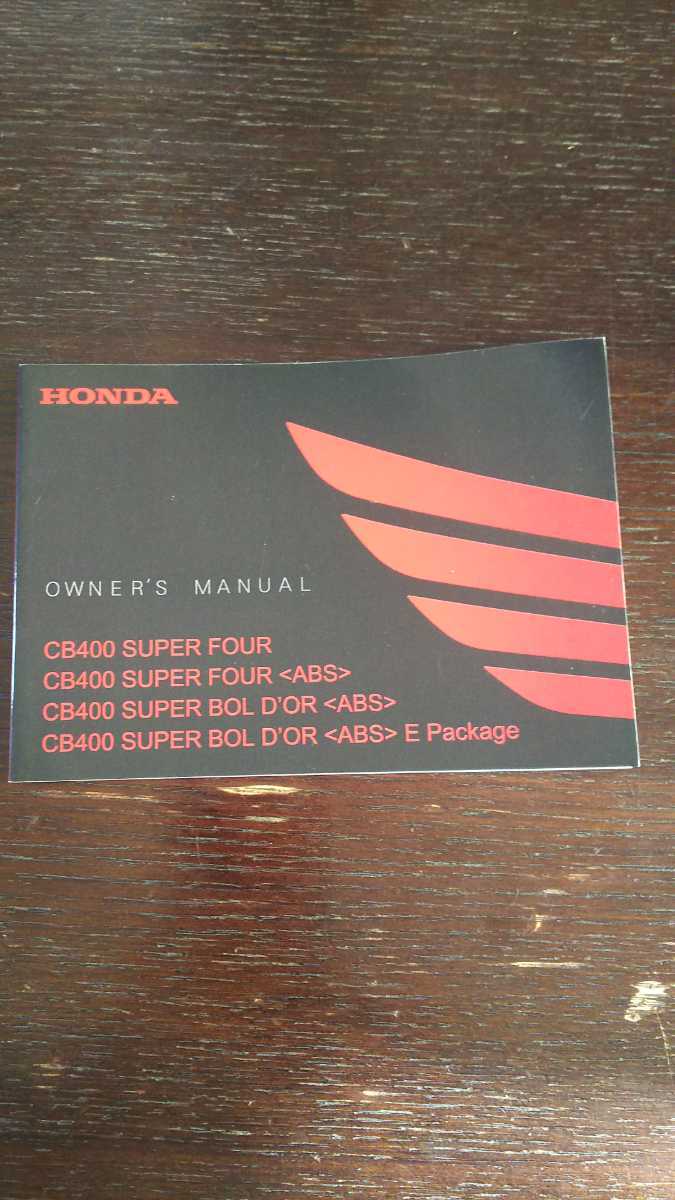 HONDA
OWNER'S MANUAL
CB400 SUPER FOUR
CB400 SUPER FOUR <ABS>
CB400 SUPER BOL D'OR <ABS>
CB400 SUPER BOL D'OR <ABS> E Package